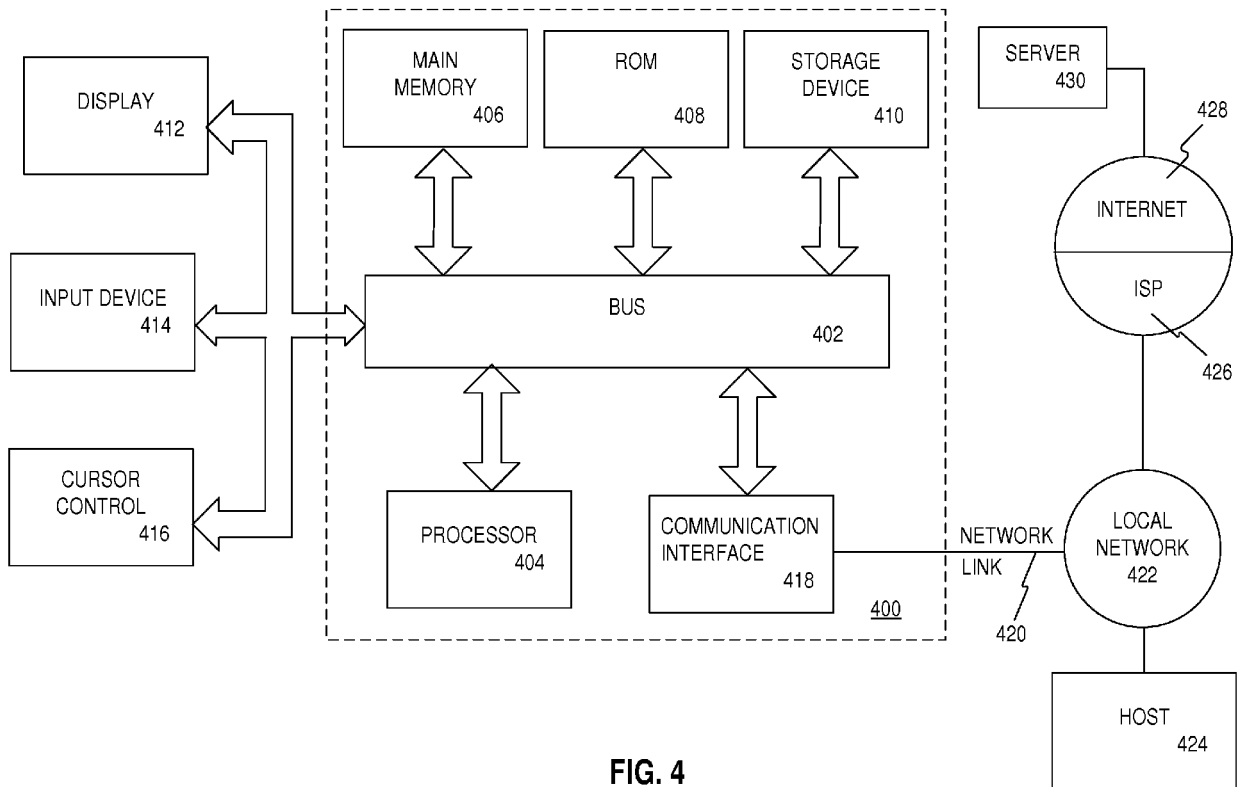 DISPLAY
412
INPUT DEVICE
414
CURSOR
CONTROL
416
MAIN
MEMORY
406
ROM
408
STORAGE
DEVICE
410
BUS
402
PROCESSOR
404
COMMUNICATION
INTERFACE
418
400
NETWORK
LINK
420
SERVER
430
428
INTERNET
ISP
426
LOCAL
NETWORK
422
HOST
424
FIG. 4